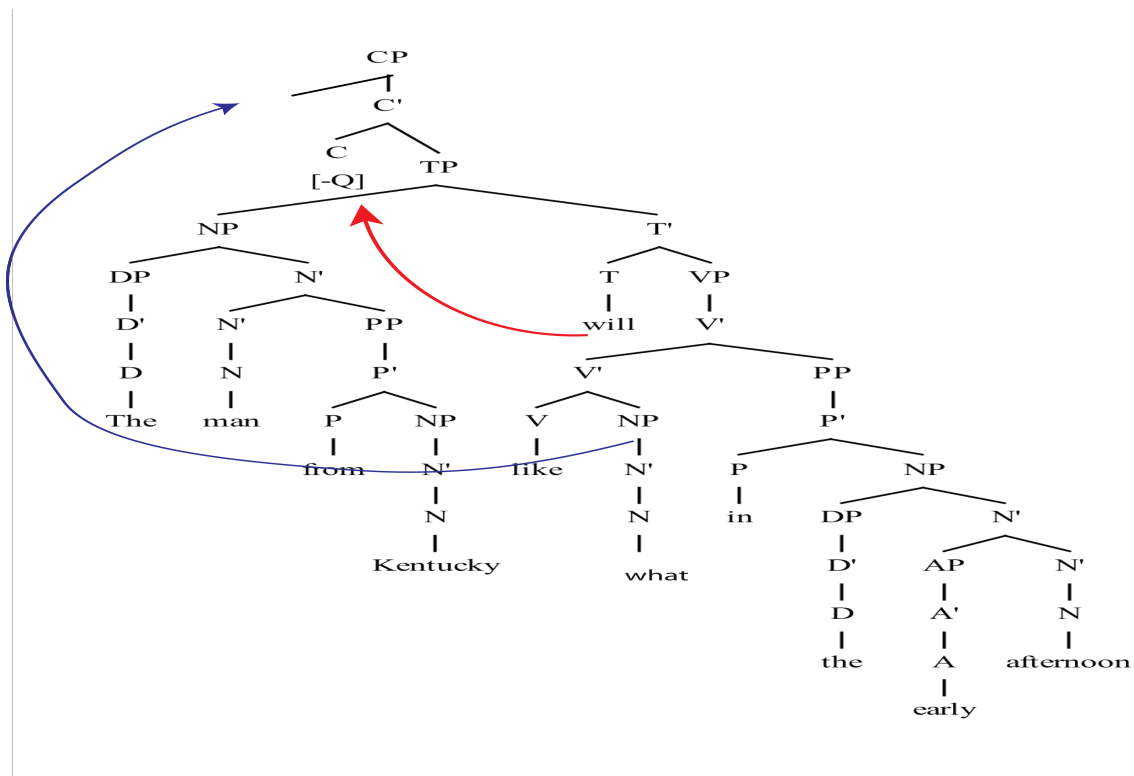 CP
C'
C
TP
[-Q]
NP T'
DP N' T VP
D' N' PP will V'
D N P' V' PP
The man P NP V NP P'
from N' like N' P NP
N N in DP N'
Kentucky what D' AP N'
D A' N
the A afternoon
early